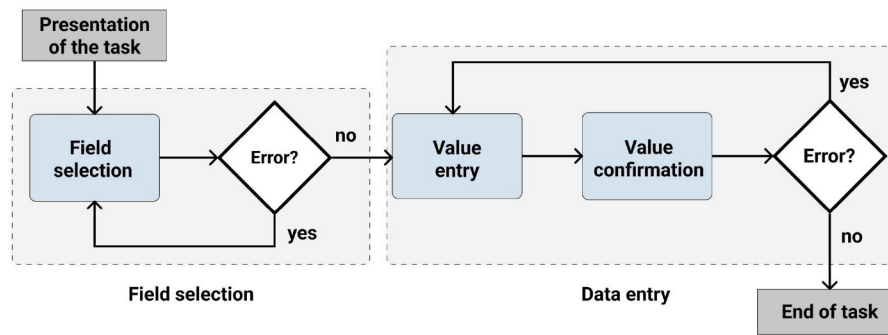 Presentation
of the task
Field
selection
Error?
yes
no
Value
entry
Value
confirmation
Error?
yes
no
Field selection
Data entry
End of task